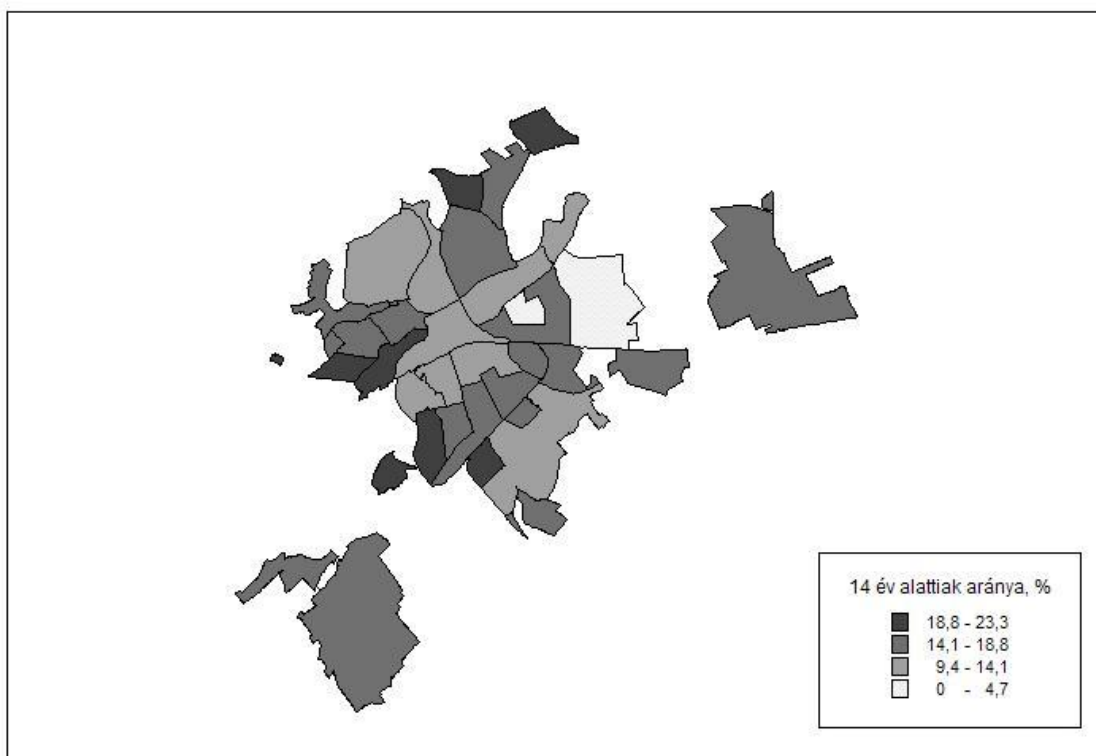 14 év alattiak aránya, %
18,8 - 23,3
14,1 - 18,8
9,4 - 14,1
0 - 4,7